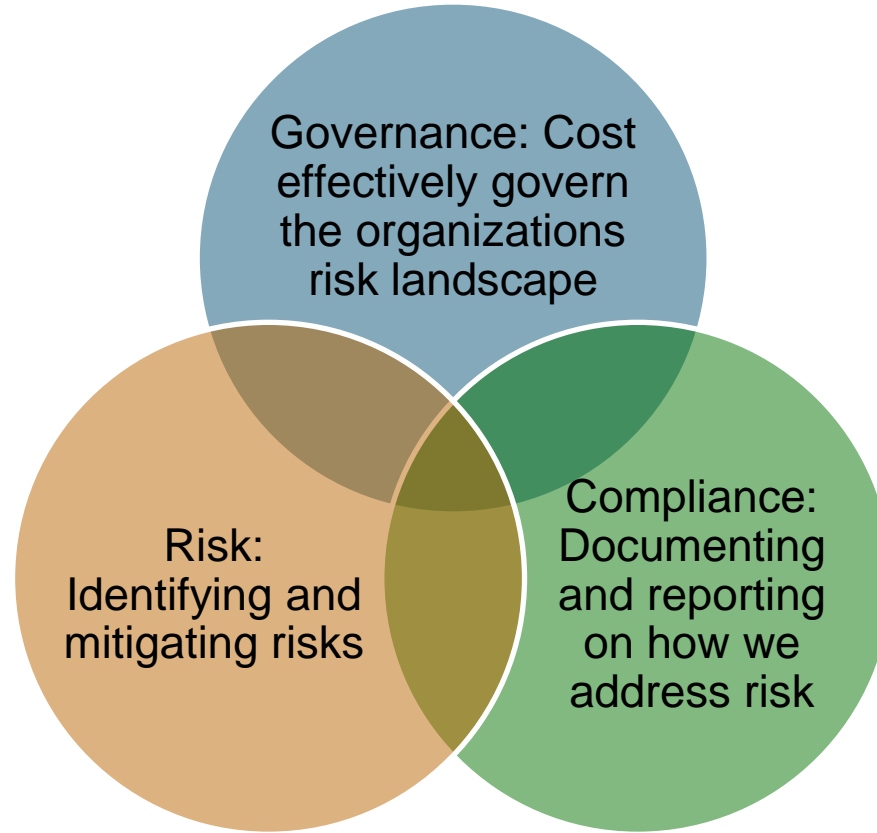 Governance: Cost
effectively govern
the organizations
risk landscape
Risk:
Identifying and
mitigating risks
Compliance:
Documenting
and reporting
on how we
address risk